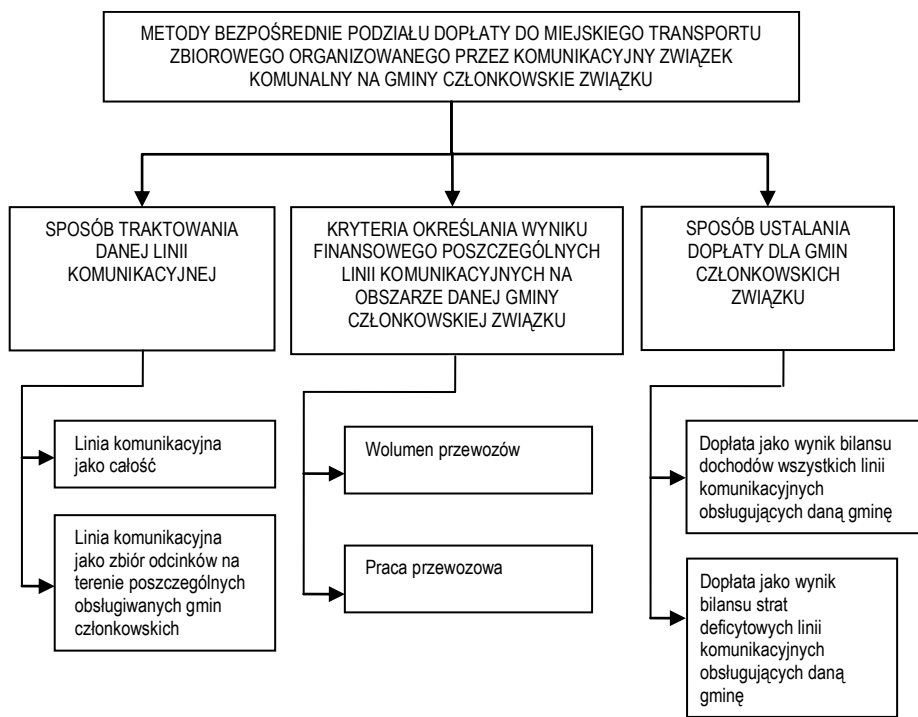 METODY BEZPOŚREDNIE PODZIAŁU DOPŁATY DO MIEJSKIEGO TRANSPORTU
ZBIOROWEGO ORGANIZOWANEGO PRZEZ KOMUNIKACYJNY ZWIĄZEK
KOMUNALNY NA GMINY CZŁONKOWSKIE ZWIĄZKU
SPOSÓB TRAKTOWANIA
DANEJ LINII
KOMUNIKACYJNEJ
KRYTERIA OKREŚLANIA WYNIKU
FINANSOWEGO POSZCZEGÓLNYCH
LINII KOMUNIKACYJNYCH NA
OBSZARZE DANEJ GMINY
CZŁONKOWSKIEJ ZWIĄZKU
SPOSÓB USTALANIA
DOPŁATY DLA GMIN
CZŁONKOWSKICH
ZWIĄZKU
Linia komunikacyjna
jako całość
Linia komunikacyjna
jako zbiór odcinków na
terenie poszczególnych
obsługiwanych gmin
członkowskich
Wolumen przewozów
Praca przewozowa
Dopłata jako wynik bilansu
dochodów wszystkich linii
komunikacyjnych
obsługujących daną gminę
Dopłata jako wynik
bilansu strat
deficytowych linii
komunikacyjnych
obsługujących daną
gminę